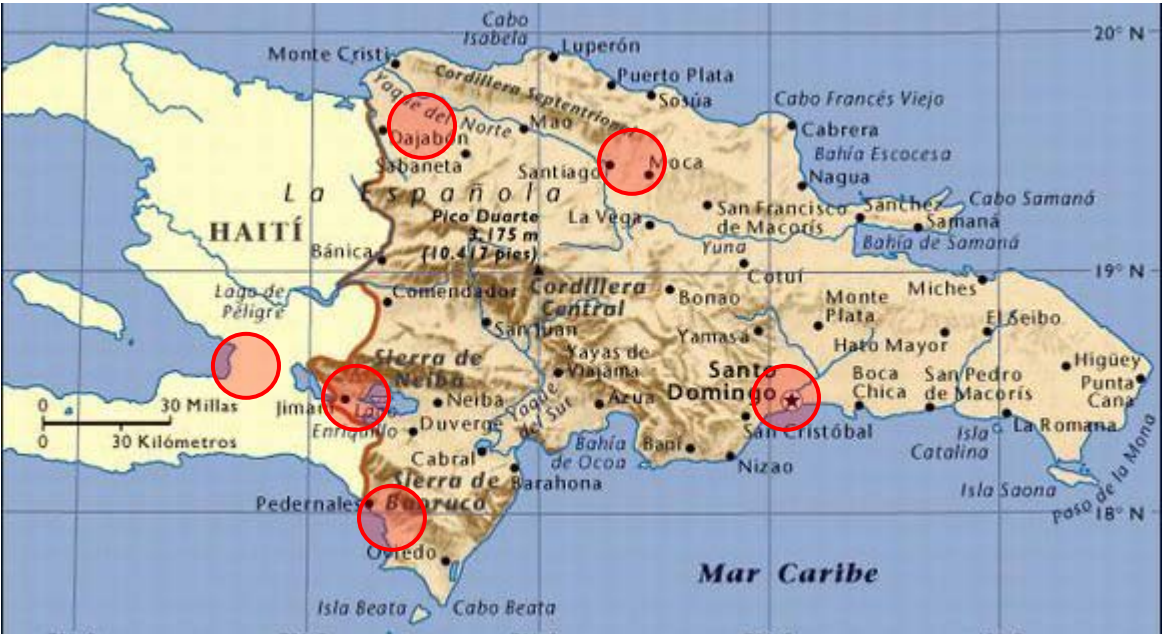 Cabo
Isabela
Luperón
20° N
Monte Cristi
Puerto Plata
Cordillera Septentrional
Sosúa
Yaque del Norte
Cabo Francés Viejo
Mao
Cabrera
Dajabón
Bahía Escocesa
Sabaneta
Santiago
Moca
Nagua
La Española
Cabo Samaná
Pico Duarte
3,175 m
(10.417 pies)
La Vega
San Francisco
de Macorís
Sánchez
Samaná
HAITÍ
Bahía de Samaná
Bánica
Yuna
Cotuí
19° N
Lago de
Péligre
Comendador
Cordillera
Central
Bonao
Miches
Monte
Plata
San Juan
Yamasa
Hato Mayor
El Seibo
Sierra de
Neiba
Yayas de
Viajama
Santo
Domingo
Higüey
Boca
Chica
San Pedro
de Macorís
Punta
Cana
0 30 Millas
0 30 Kilómetros
Jimaní
Lago
Enriquillo
Neiba
Yaque
del Sur
Azua
Duverge
San Cristóbal
La Romana
Bahía
de Ocoa
Baní
Isla
Catalina
Cabral
Nizao
Barahona
Sierra de
Bahruco
Isla Saona
Paso de la Mona
Pedernales
18° N
Oviedo
Mar Caribe
Isla Beata
Cabo Beata